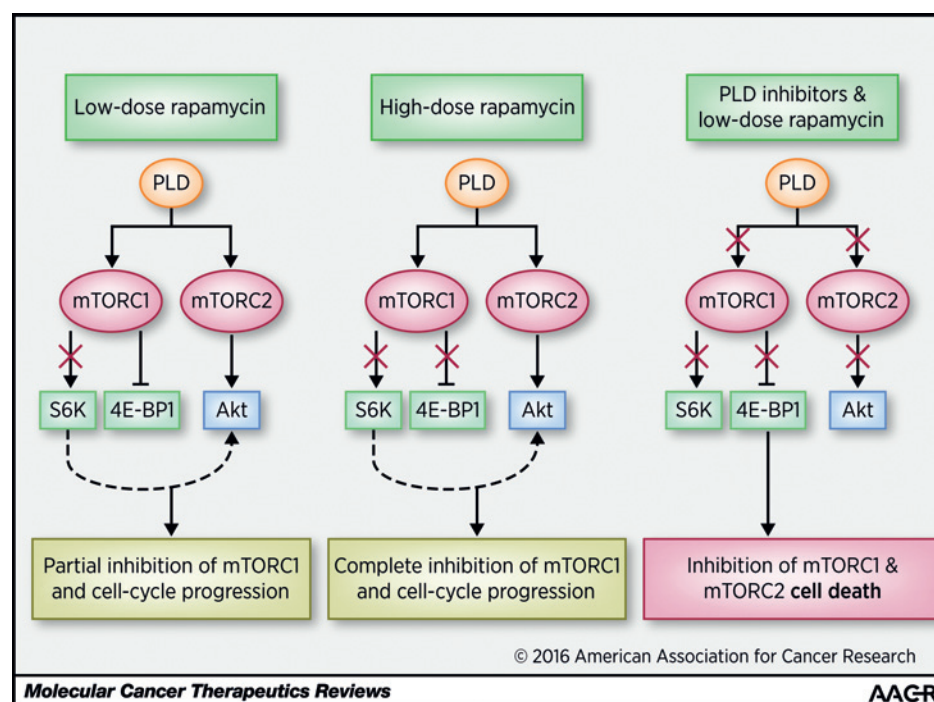 Low-dose rapamycin
High-dose rapamycin
PLD inhibitors &
low-dose rapamycin
PLD
PLD
PLD
mTORC1
mTORC2
mTORC1
mTORC2
mTORC1
mTORC2
S6K
4E-BP1
Akt
S6K
4E-BP1
Akt
S6K
4E-BP1
Akt
Partial inhibition of mTORC1
and cell-cycle progression
Complete inhibition of mTORC1
and cell-cycle progression
Inhibition of mTORC1 &
mTORC2 cell death
© 2016 American Association for Cancer Research
Molecular Cancer Therapeutics Reviews
AACR